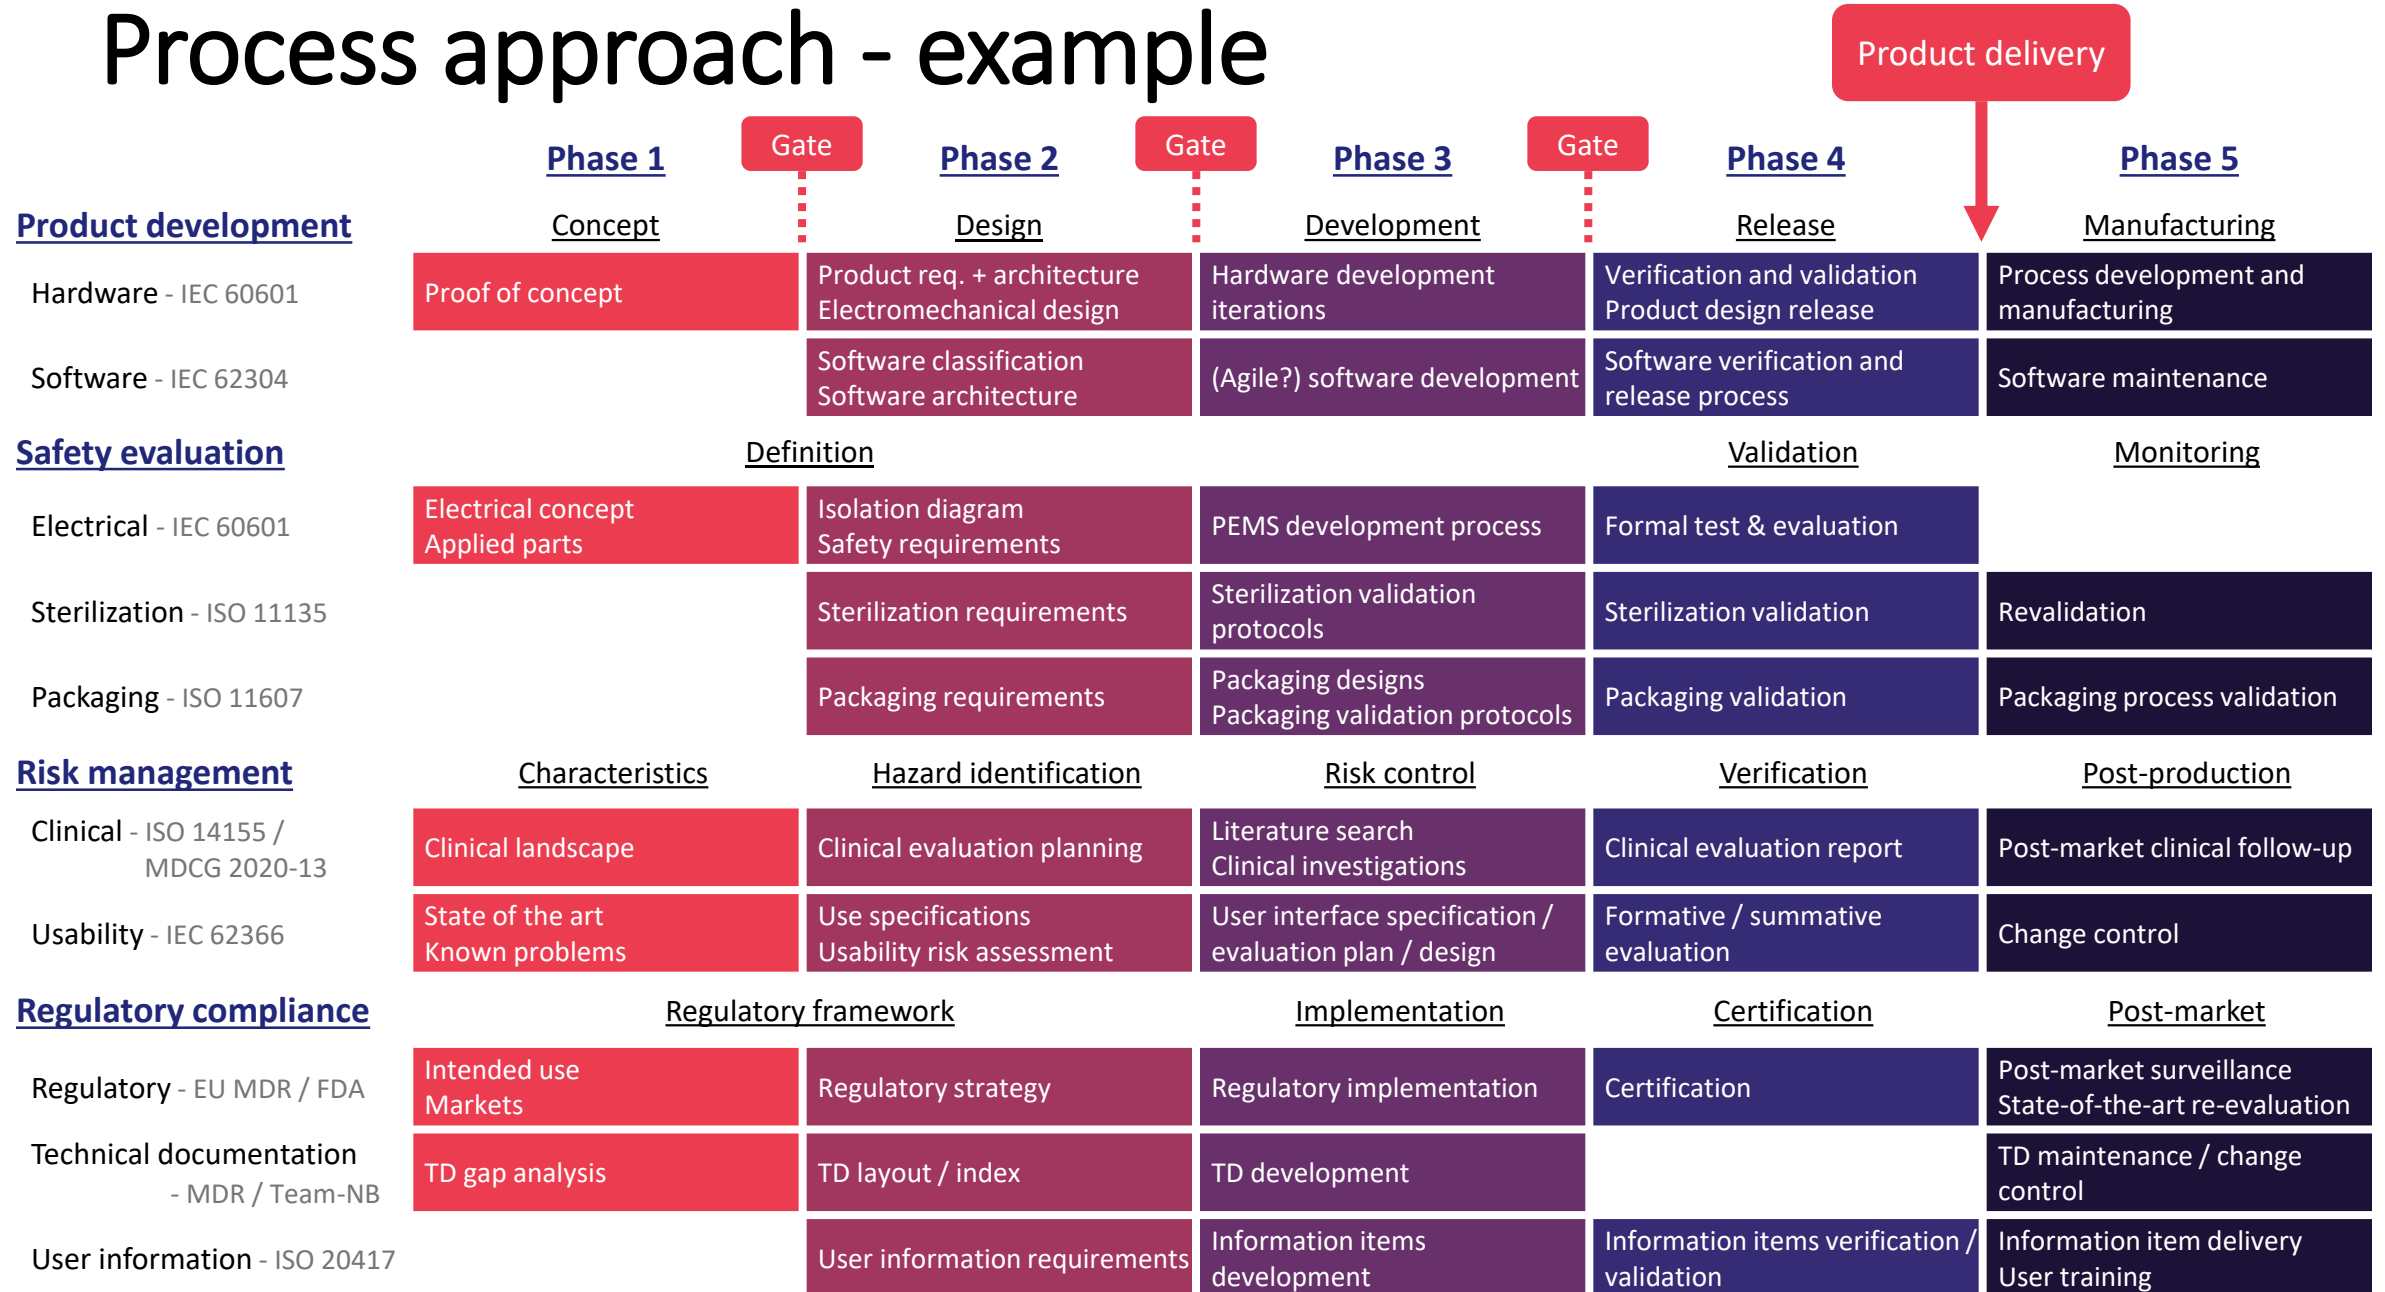 Process approach - example
Product delivery
Gate
Gate
Gate
Phase 1
Phase 2
Phase 3
Phase 4
Phase 5
Product development
Concept
Design
Development
Release
Manufacturing
Hardware - IEC 60601
Proof of concept
Product req. + architecture
Electromechanical design
Hardware development
iterations
Verification and validation
Product design release
Process development and
manufacturing
Software - IEC 62304
Software classification
Software architecture
(Agile?) software development
Software verification and
release process
Software maintenance
Safety evaluation
Definition
Validation
Monitoring
Electrical - IEC 60601
Electrical concept
Applied parts
Isolation diagram
Safety requirements
PEMS development process
Formal test & evaluation
Sterilization - ISO 11135
Sterilization requirements
Sterilization validation
protocols
Sterilization validation
Revalidation
Packaging - ISO 11607
Packaging requirements
Packaging designs
Packaging validation protocols
Packaging validation
Packaging process validation
Risk management
Characteristics
Hazard identification
Risk control
Verification
Post-production
Clinical - ISO 14155 /
MDCG 2020-13
Clinical landscape
Clinical evaluation planning
Literature search
Clinical investigations
Clinical evaluation report
Post-market clinical follow-up
Usability - IEC 62366
State of the art
Known problems
Use specifications
Usability risk assessment
User interface specification /
evaluation plan / design
Formative / summative
evaluation
Change control
Regulatory compliance
Regulatory framework
Implementation
Certification
Post-market
Regulatory - EU MDR / FDA
Intended use
Markets
Regulatory strategy
Regulatory implementation
Certification
Post-market surveillance
State-of-the-art re-evaluation
Technical documentation
- MDR / Team-NB
TD gap analysis
TD layout / index
TD development
TD maintenance / change
control
User information - ISO 20417
User information requirements
Information items
development
Information items verification /
validation
Information item delivery
User training